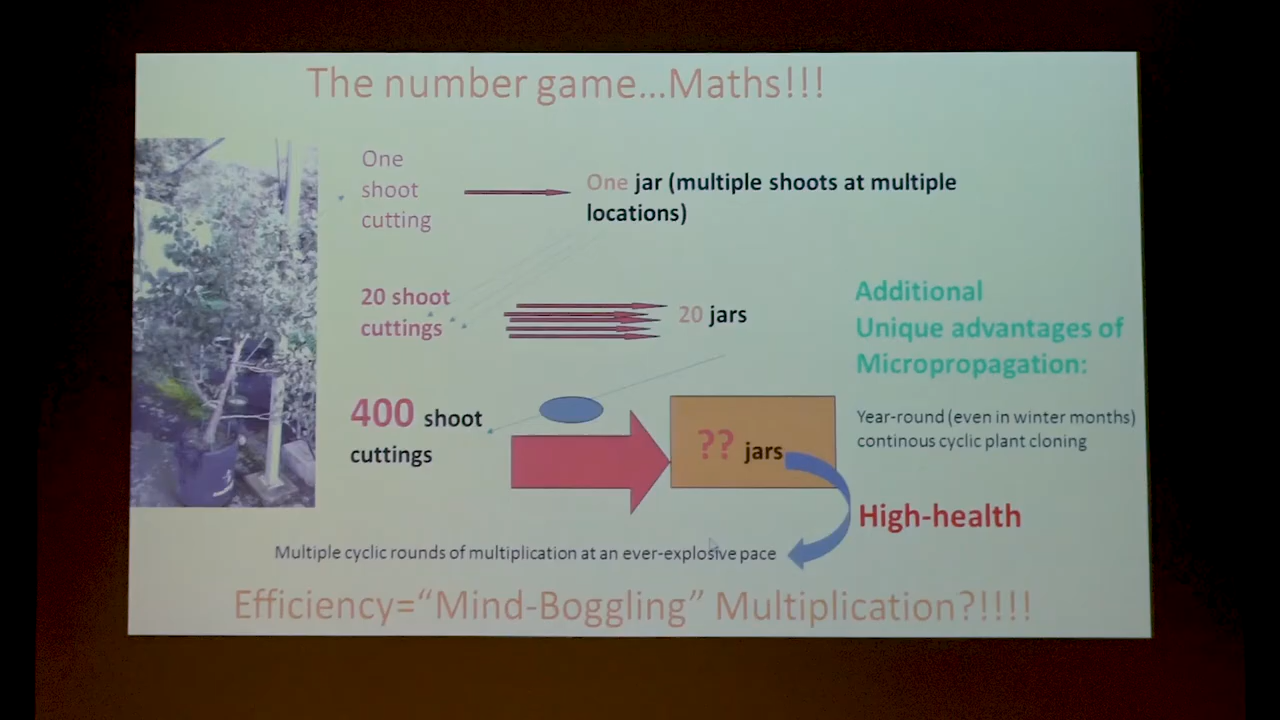 The number game...Maths!!!
One
shoot
cutting
One jar (multiple shoots at multiple
locations)
20 shoot
cuttings
20 jars
400 shoot
cuttings
?? jars
Additional
Unique advantages of
Micropropagation:
Year-round (even in winter months)
continous cyclic plant cloning
High-health
Multiple cyclic rounds of multiplication at an ever-explosive pace
Efficiency="Mind-Boggling" Multiplication?!!!!